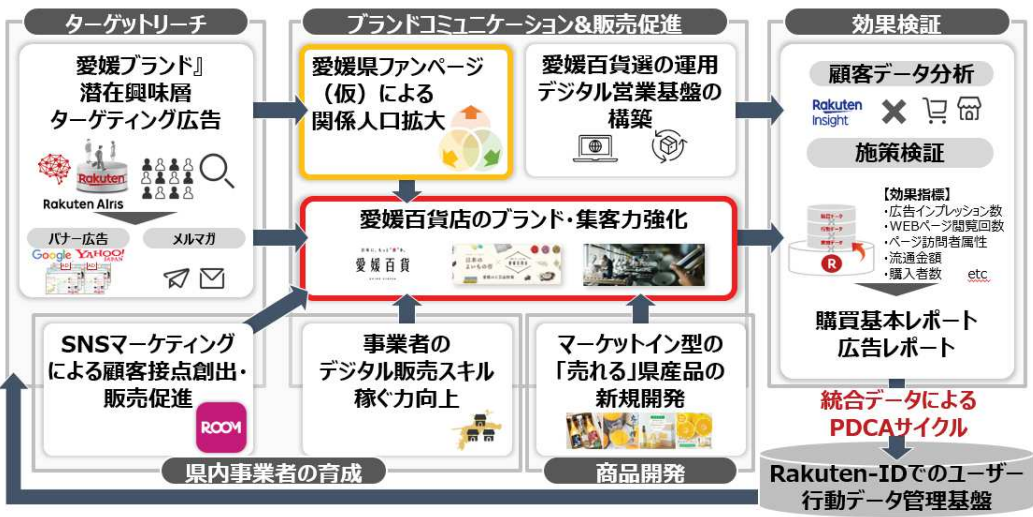 ターゲットリーチ
愛媛ブランド』
潜在興味層
ターゲティング広告
Rakuten
Rakuten AIris
バナー広告
メルマガ
Google
YAHOO!
JAPAN
ブランドコミュニケーション&販売促進
愛媛県ファンページ
（仮）による
関係人口拡大
愛媛百貨選の運用
デジタル営業基盤の
構築
愛媛百貨店のブランド・集客力強化
愛媛百貨
SNSマーケティング
による顧客接点創出・
販売促進
ROOM
事業者の
デジタル販売スキル
稼ぐ力向上
県内事業者の育成
マーケットイン型の
「売れる」県産品の
新規開発
商品開発
効果検証
顧客データ分析
Rakuten
Insight
施策検証
【効果指標】
・広告インプレッション数
・WEBページ閲覧回数
・ページ訪問者属性
・流通金額
・購入者数 etc
R
購買基本レポート
広告レポート
統合データによる
PDCAサイクル
Rakuten-IDでのユーザー
行動データ管理基盤